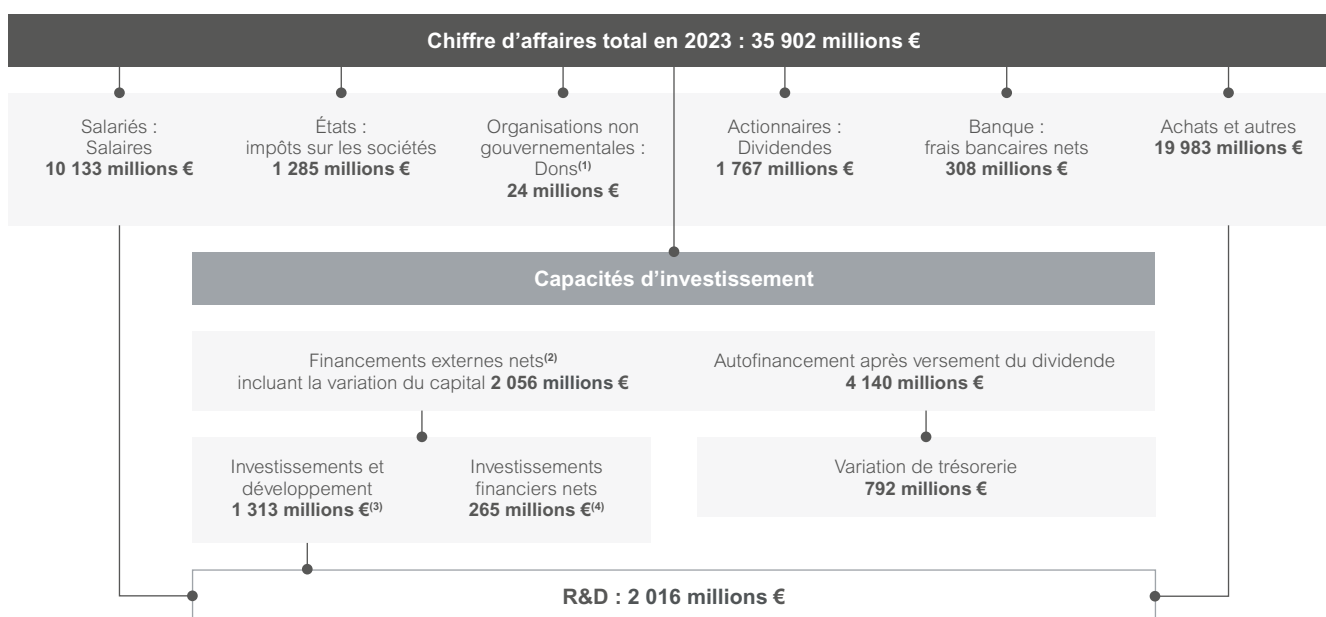 Chiffre d’affaires total en 2023 : 35 902 millions €
Salariés :
Salaires
10 133 millions €
États :
impôts sur les sociétés
1 285 millions €
Organisations non
gouvernementales :
Dons(1)
24 millions €
Actionnaires :
Dividendes
1 767 millions €
Banque :
frais bancaires nets
308 millions €
Achats et autres
19 983 millions €
Capacités d’investissement
Financements externes nets(2)
incluant la variation du capital 2 056 millions €
Autofinancement après versement du dividende
4 140 millions €
Investissements et
développement
1 313 millions €(3)
Investissements
financiers nets
265 millions €(4)
Variation de trésorerie
792 millions €
R&D : 2 016 millions €